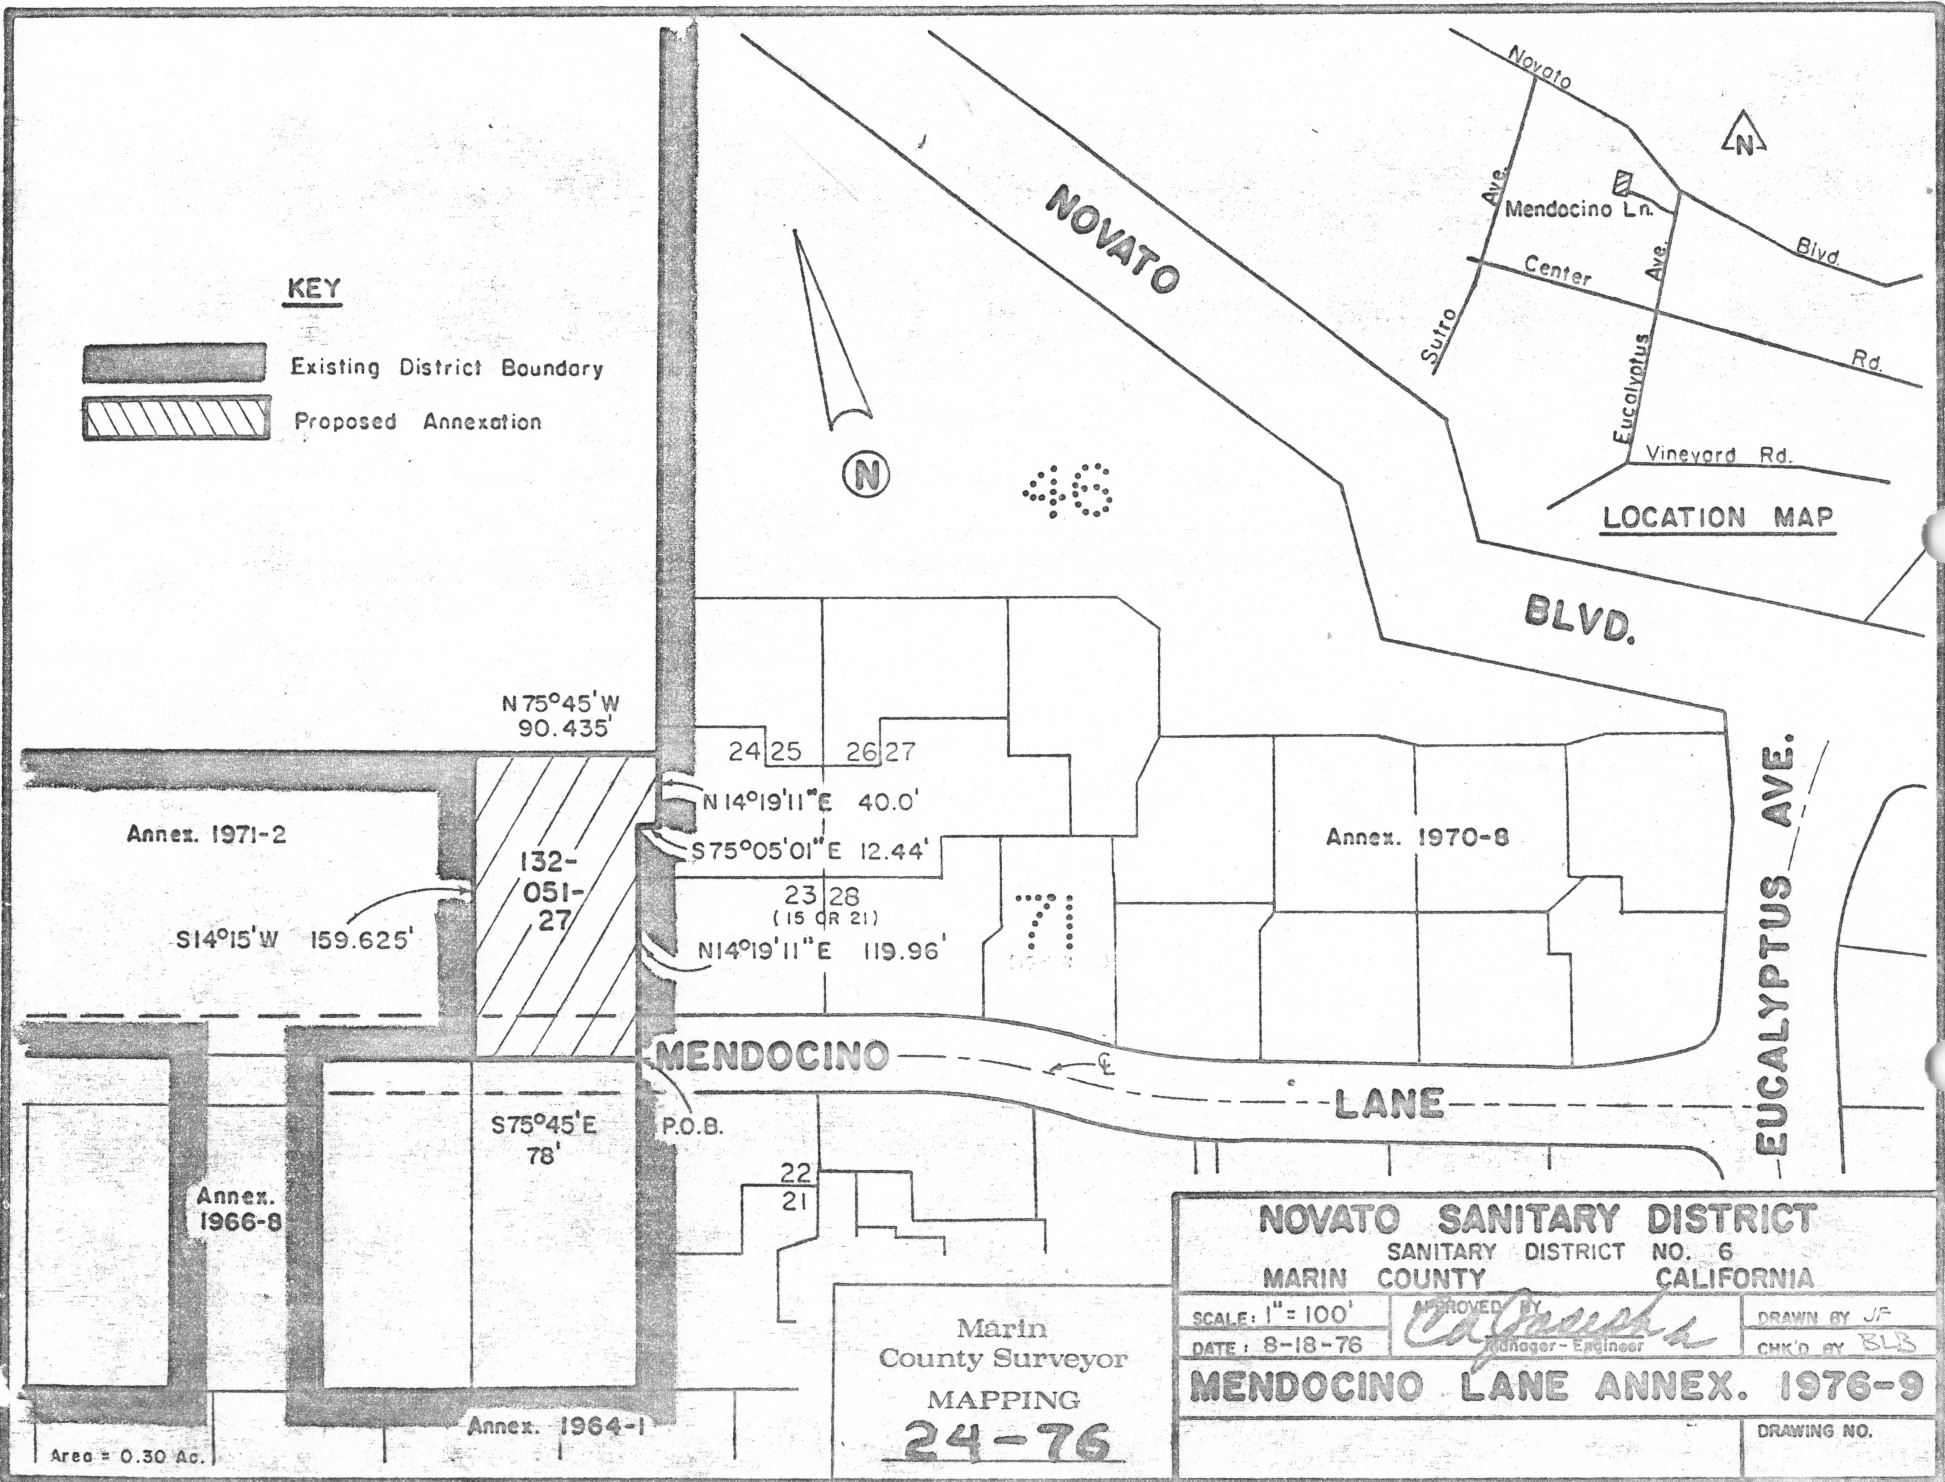 KEY
Existing District Boundary
Proposed Annexation
NOVATO
BLVD.
N
46
Novato
N
Ave.
Mendocino Ln.
Blvd.
Center
Ave.
Sutro
Eucalyptus
Rd.
Vineyard Rd.
LOCATION MAP
N 75°45'W
90.435'
24 25
26 27
N 14°19'11"E 40.0'
S75°05'01"E 12.44'
Annex. 1971-2
132-
051-
27
23 28
(15 OR 21)
S14°15'W 159.625'
N14°19'11"E 119.96'
71
Annex. 1970-8
EUCALYPTUS AVE.
MENDOCINO
℄
LANE
S75°45'E
78'
P.O.B.
22
21
Annex.
1966-8
Annex. 1964-1
Area = 0.30 Ac.
Marin
County Surveyor
MAPPING
24-76
NOVATO SANITARY DISTRICT
SANITARY DISTRICT NO. 6
MARIN COUNTY CALIFORNIA
SCALE: 1" = 100'
APPROVED BY
Manager-Engineer
DRAWN BY JF
DATE: 8-18-76
CHK'D BY BLB
MENDOCINO LANE ANNEX. 1976-9
DRAWING NO.